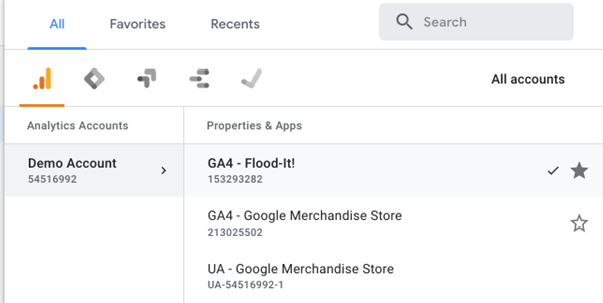 All Favorites Recents Search
All accounts
Analytics Accounts Properties & Apps
Demo Account GA4 - Flood-It!
54516992 153293282
GA4 - Google Merchandise Store
213025502
UA - Google Merchandise Store
UA-54516992-1